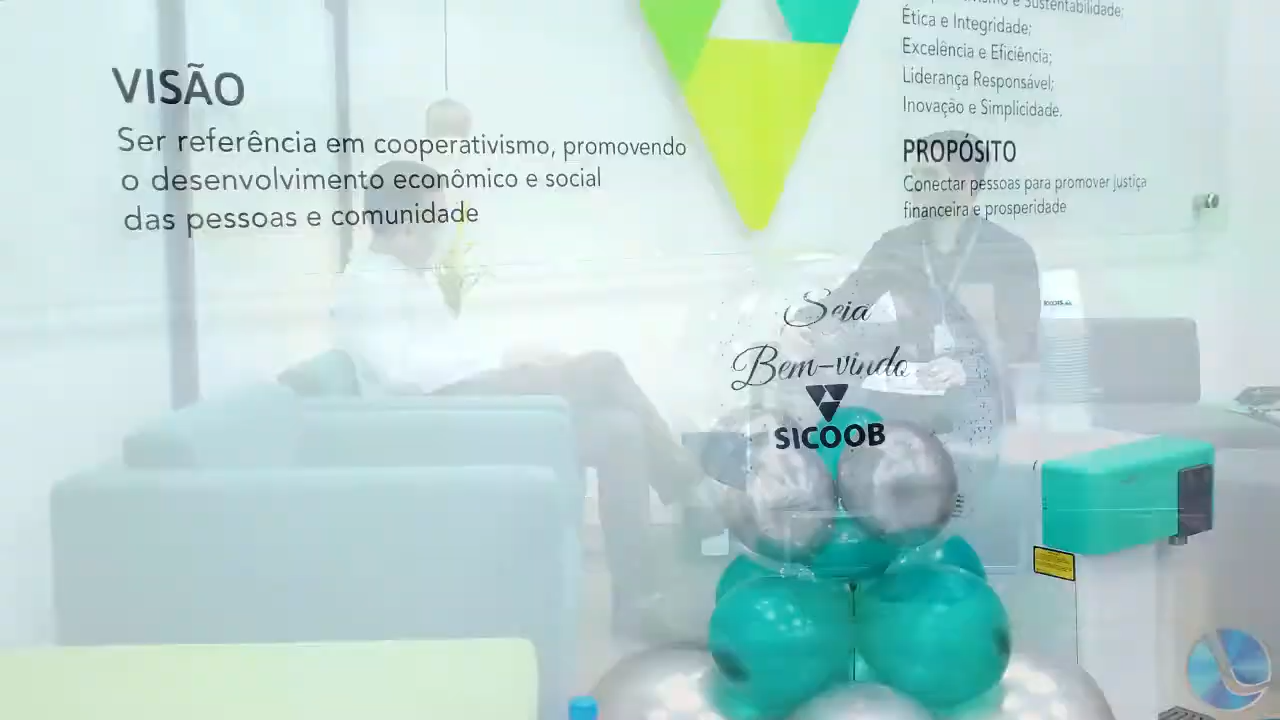 VISÃO
Ser referência em cooperativismo, promovendo
o desenvolvimento econômico e social
das pessoas e comunidade
e Sustentabilidade;
Ética e Integridade;
Excelência e Eficiência;
Liderança Responsável;
Inovação e Simplicidade.
PROPÓSITO
Conectar pessoas para promover justiça
financeira e prosperidade
Seja
Bem-vindo
SICOOB